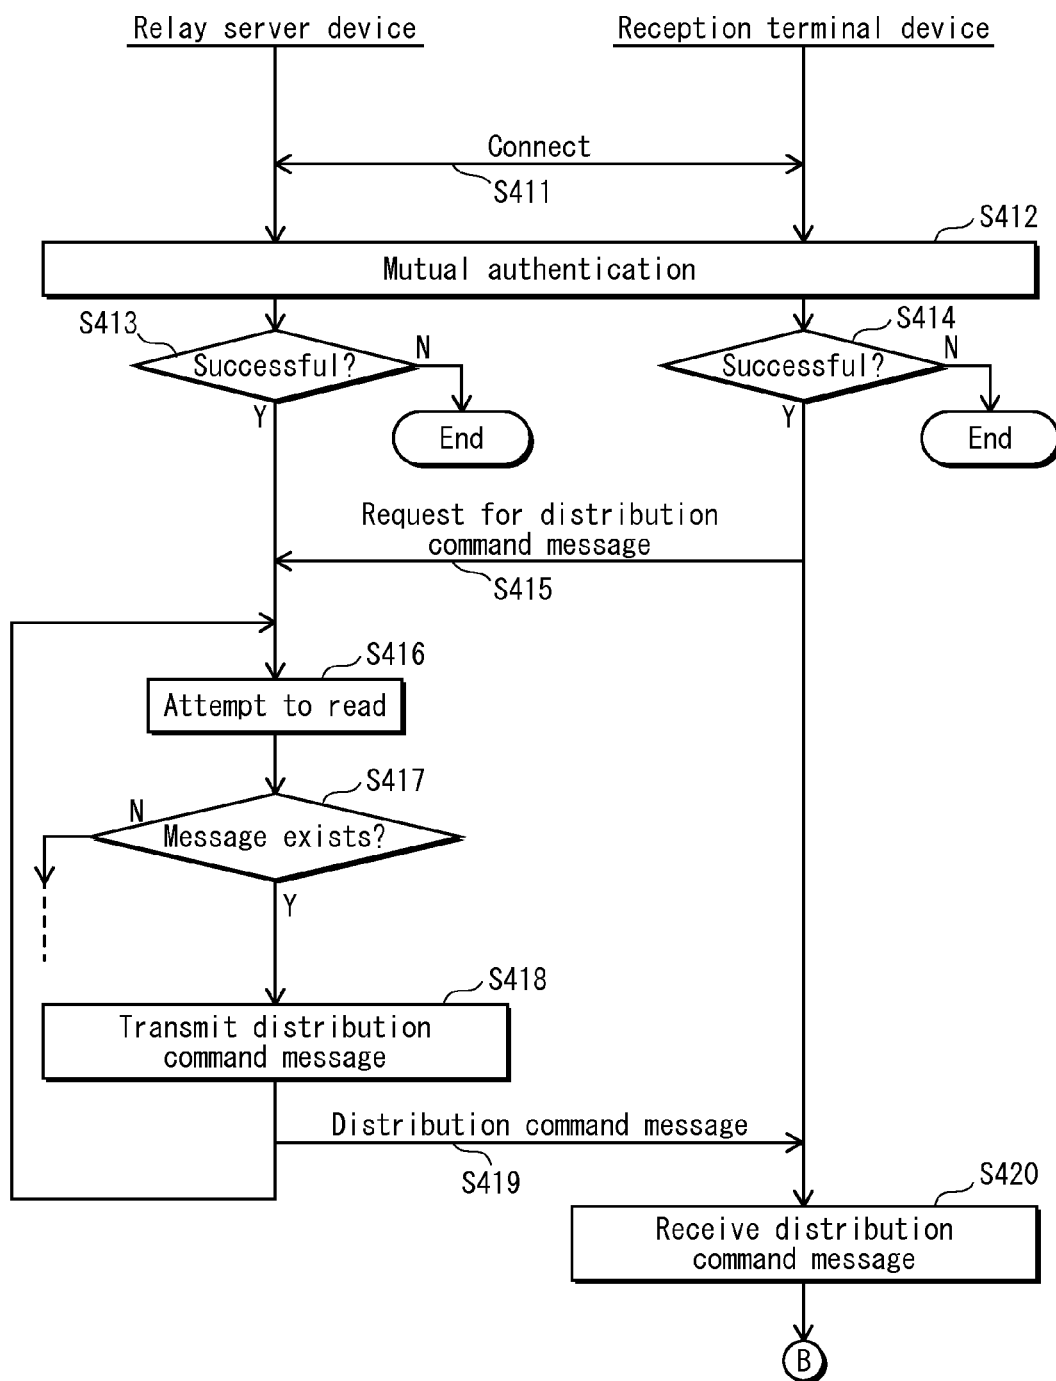 Relay server device
Reception terminal device
Connect
S411
S412
Mutual authentication
S413
Successful?
N
S414
Successful?
N
Y
End
Y
End
Request for distribution
command message
S415
S416
Attempt to read
S417
N
Message exists?
Y
S418
Transmit distribution
command message
Distribution command message
S419
S420
Receive distribution
command message
B